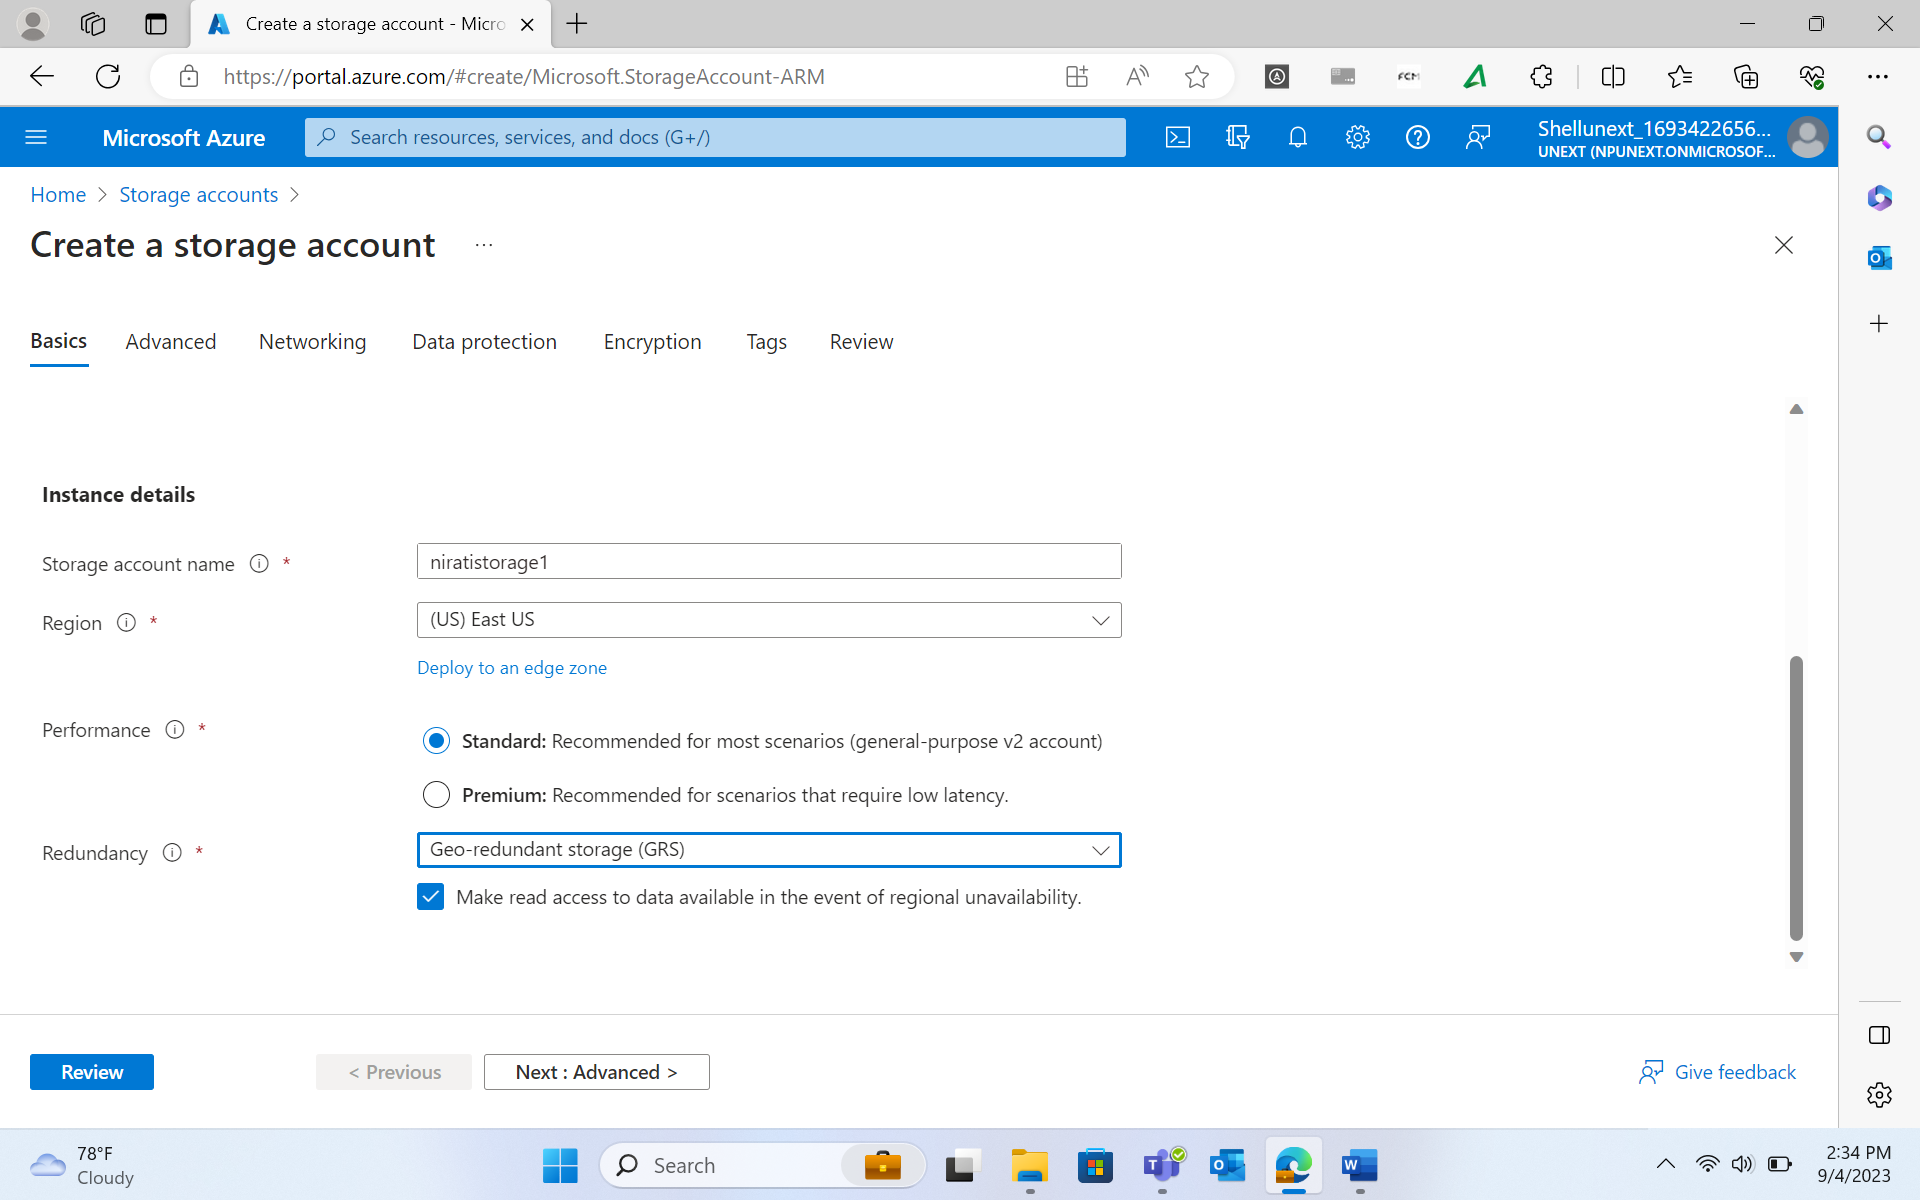 Create a storage account - Micro
https://portal.azure.com/#create/Microsoft.StorageAccount-ARM
FCM
Microsoft Azure
Search resources, services, and docs (G+/)
Shellunext_1693422656...
UNEXT (NPUNEXT.ONMICROSOF...
Home > Storage accounts >
Create a storage account ...
Basics
Advanced
Networking
Data protection
Encryption
Tags
Review
Instance details
Storage account name *
niratistorage1
Region *
(US) East US
Deploy to an edge zone
Performance *
Standard: Recommended for most scenarios (general-purpose v2 account)
Premium: Recommended for scenarios that require low latency.
Redundancy *
Geo-redundant storage (GRS)
Make read access to data available in the event of regional unavailability.
Review
< Previous
Next : Advanced >
Give feedback
78°F
Cloudy
Search
2:34 PM
9/4/2023